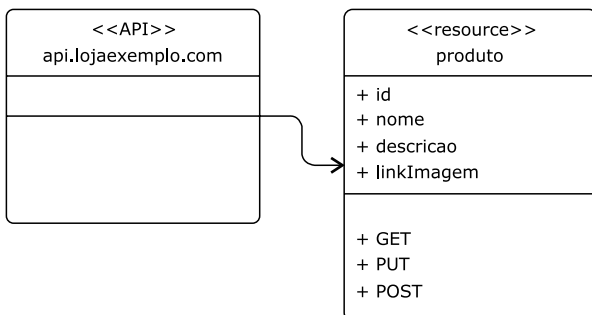 <<API>>
api.lojaexemplo.com
<<resource>>
produto
+ id
+ nome
+ descricao
+ linkImagem
+ GET
+ PUT
+ POST